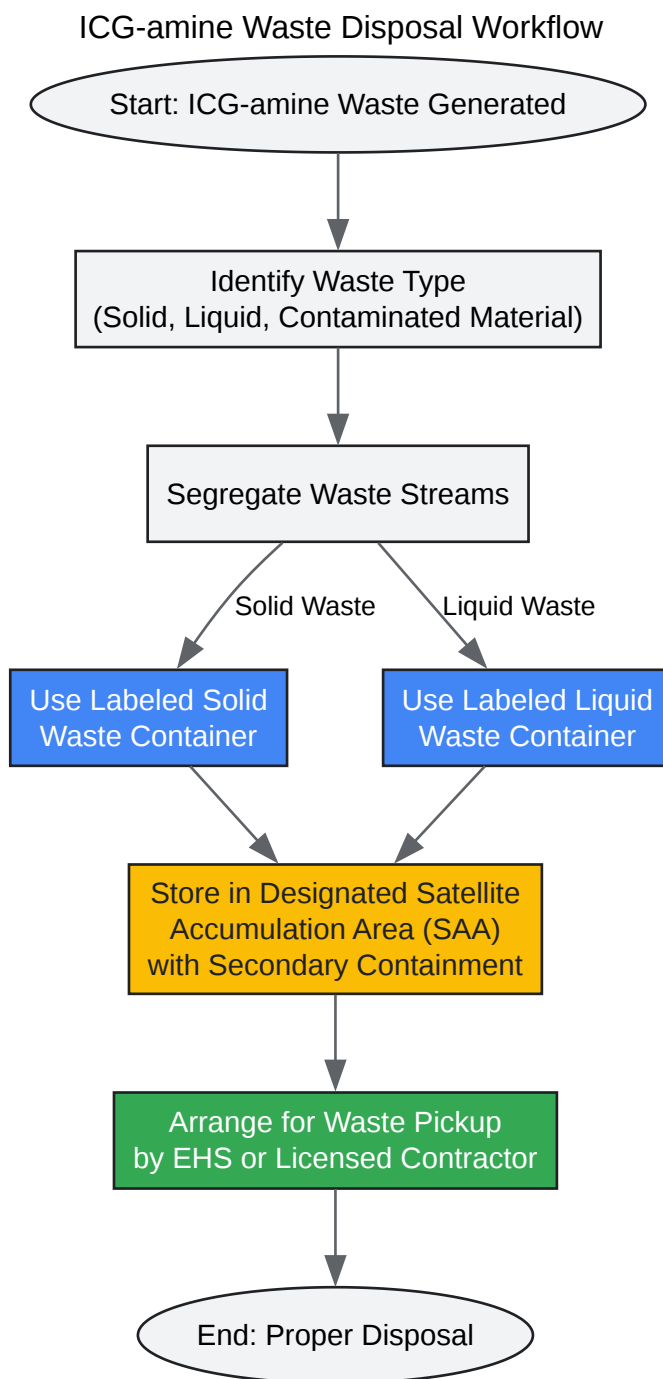 ICG-amine Waste Disposal Workflow
Start: ICG-amine Waste Generated
Identify Waste Type
(Solid, Liquid, Contaminated Material)
Segregate Waste Streams
Solid Waste
Liquid Waste
Use Labeled Solid
Waste Container
Use Labeled Liquid
Waste Container
Store in Designated Satellite
Accumulation Area (SAA)
with Secondary Containment
Arrange for Waste Pickup
by EHS or Licensed Contractor
End: Proper Disposal